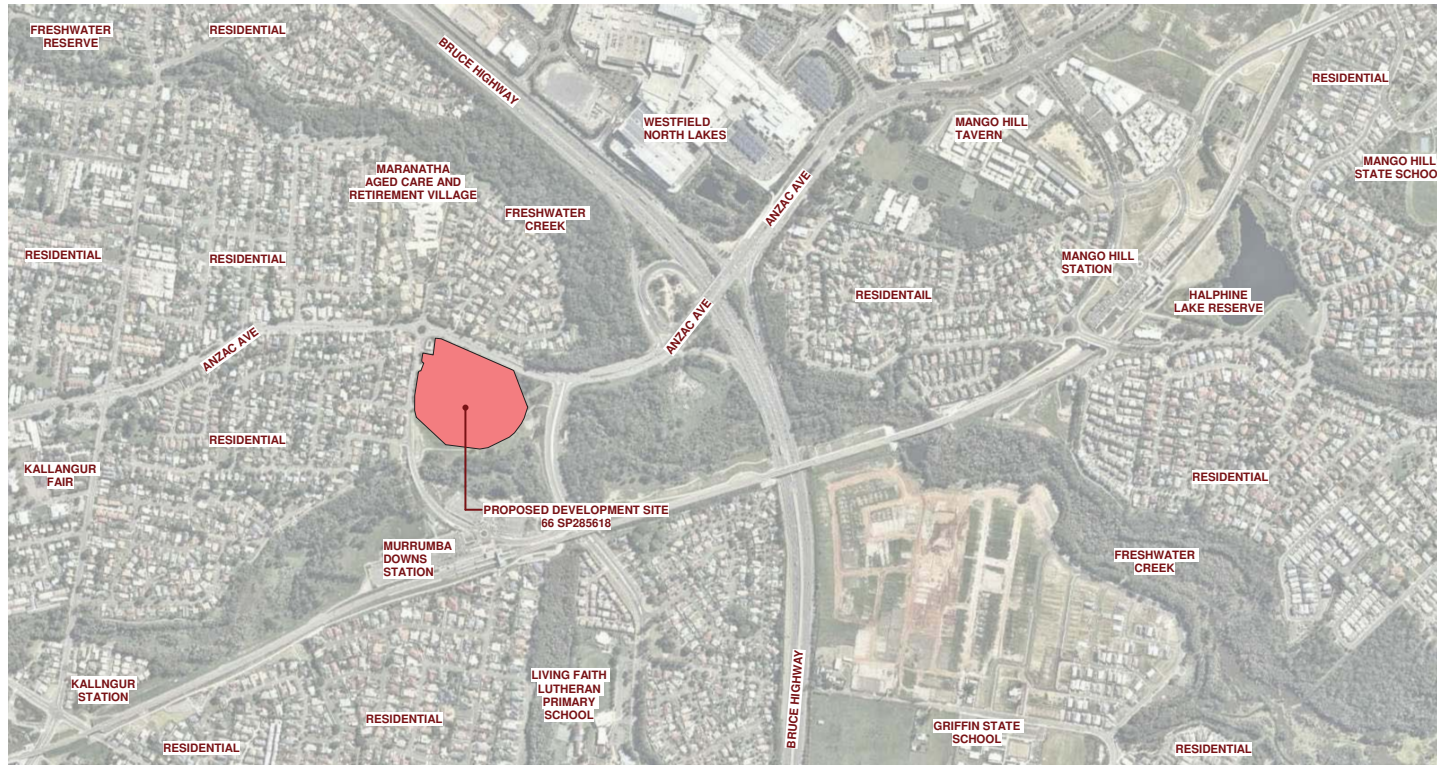 FRESHWATER
RESERVE
RESIDENTIAL
BRUCE HIGHWAY
RESIDENTIAL
WESTFIELD
NORTH LAKES
MANGO HILL
TAVERN
MANGO HILL
STATE SCHOO
MARANATHA
AGED CARE AND
RETIREMENT VILLAGE
ANZAC AVE
FRESHWATER
CREEK
RESIDENTIAL
RESIDENTIAL
MANGO HILL
STATION
RESIDENTAIL
HALPHINE
LAKE RESERVE
ANZAC AVE
ANZAC AVE
RESIDENTIAL
KALLANGUR
FAIR
RESIDENTIAL
PROPOSED DEVELOPMENT SITE
66 SP285618
MURRUMBA
DOWNS
STATION
FRESHWATER
CREEK
KALLNGUR
STATION
LIVING FAITH
LUTHERAN
PRIMARY
SCHOOL
BRUCE HIGHWAY
RESIDENTIAL
GRIFFIN STATE
SCHOOL
RESIDENTIAL
RESIDENTIAL